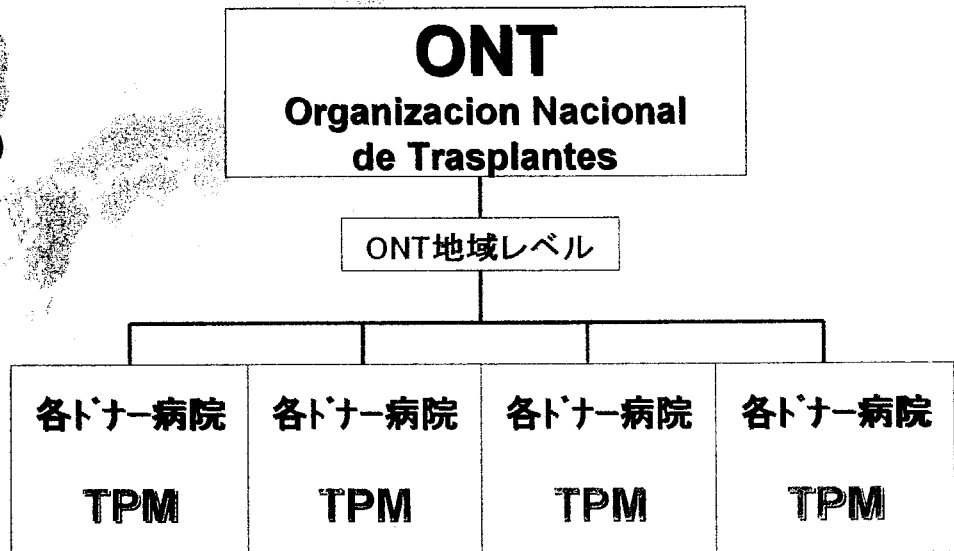 ONT
Organizacion Nacional
de Trasplantes
ONT地域レベル
各ﾄﾞﾅｰ病院 各ﾄﾞﾅｰ病院 各ﾄﾞﾅｰ病院 各ﾄﾞﾅｰ病院
TPM TPM TPM TPM